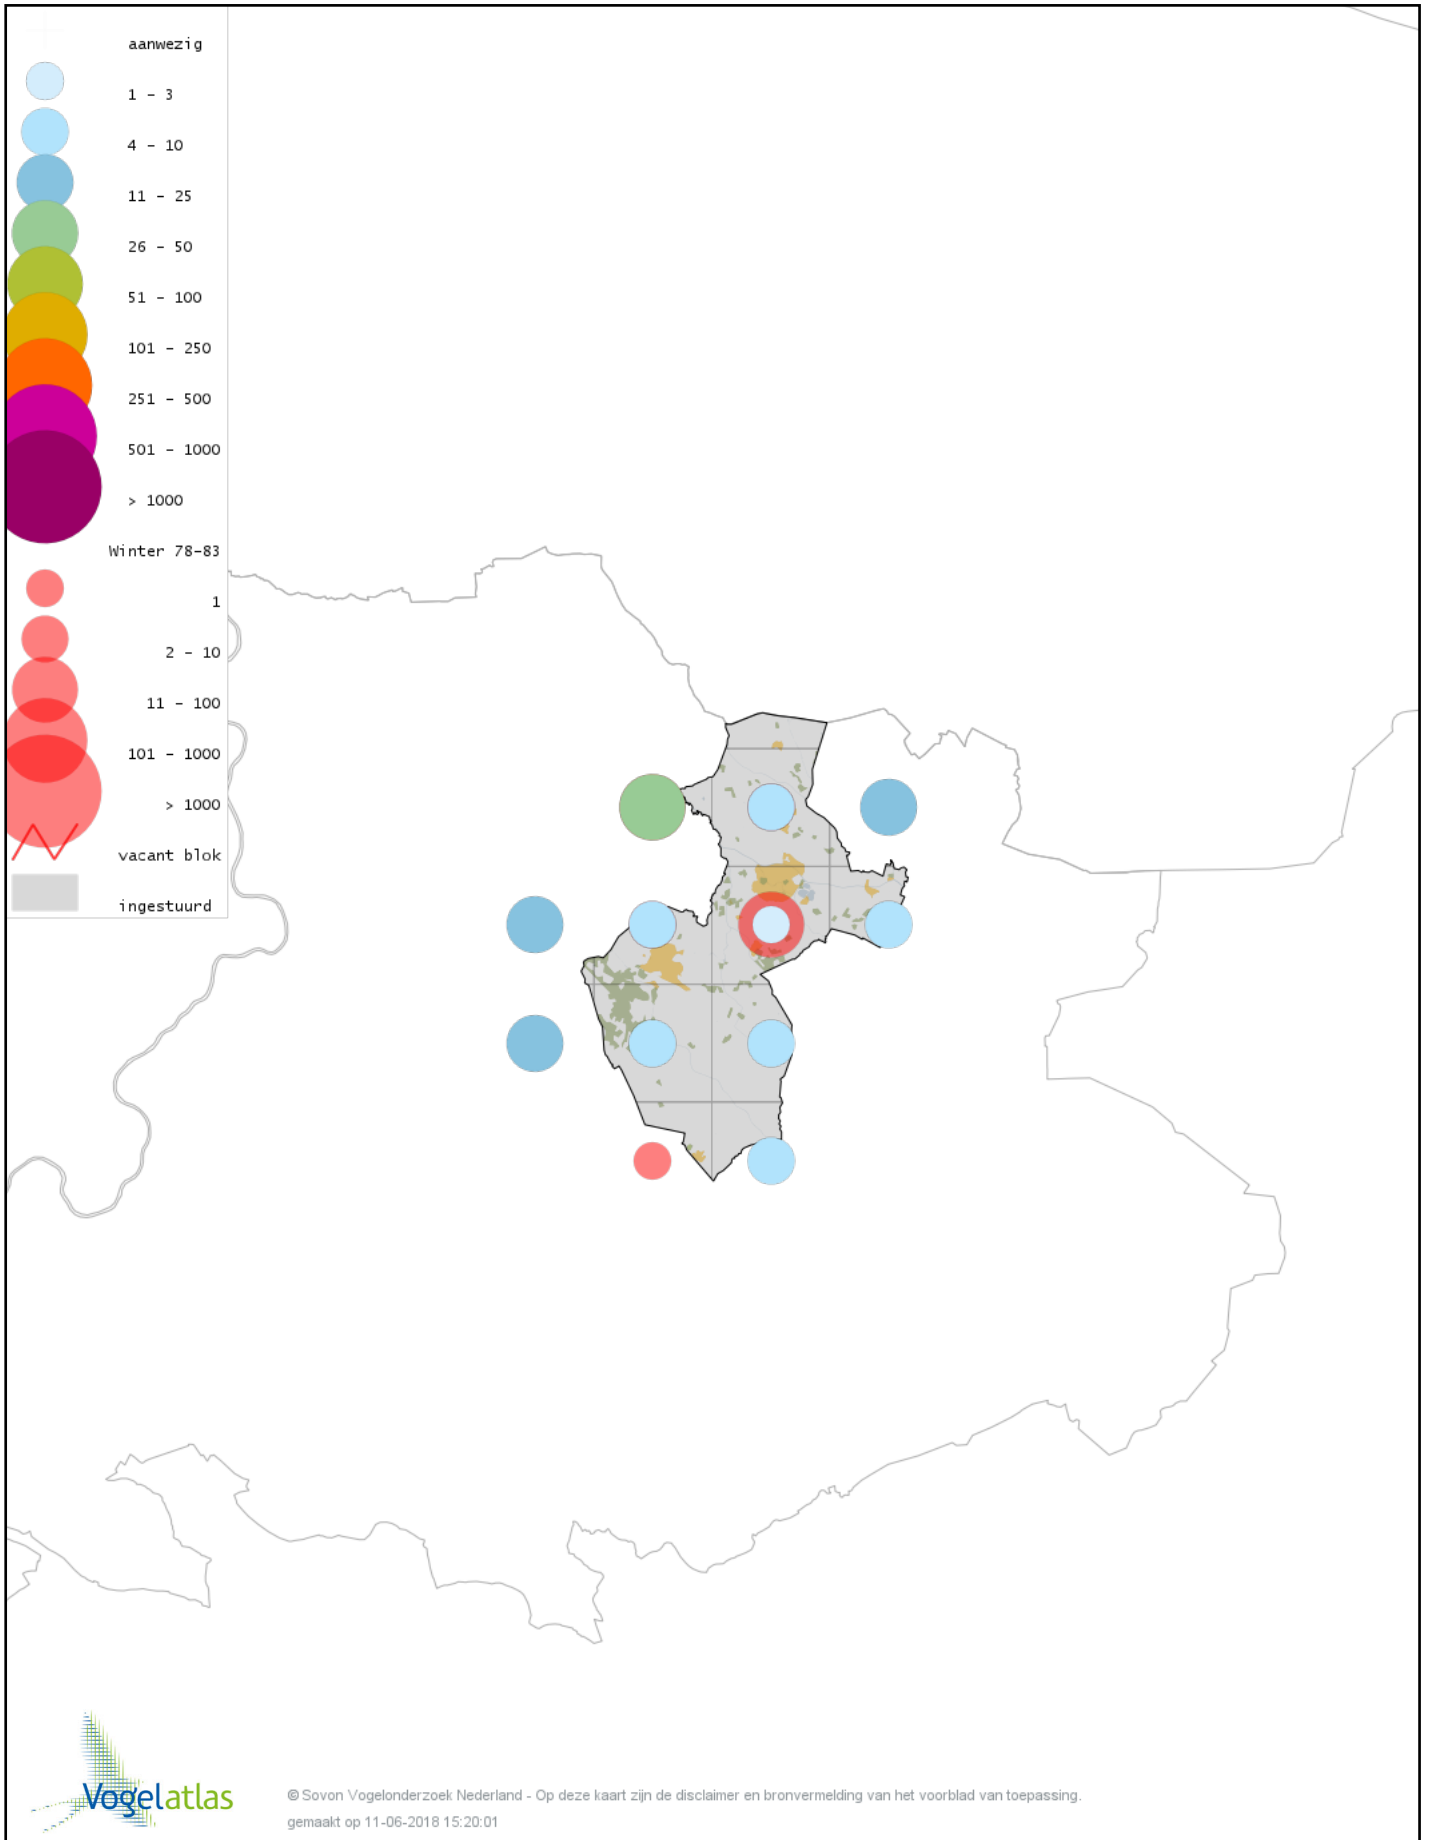 aanwezig
1 - 3
4 - 10
11 - 25
26 - 50
51 - 100
101 - 250
251 - 500
501 - 1000
> 1000
Winter 78-83
1
2 - 10
11 - 100
101 - 1000
> 1000
vacant blok
ingestuurd
Vogelatlas
© Sovon Vogelonderzoek Nederland - Op deze kaart zijn de disclaimer en bronvermelding van het voorblad van toepassing.
gemaakt op 11-06-2018 15:20:01